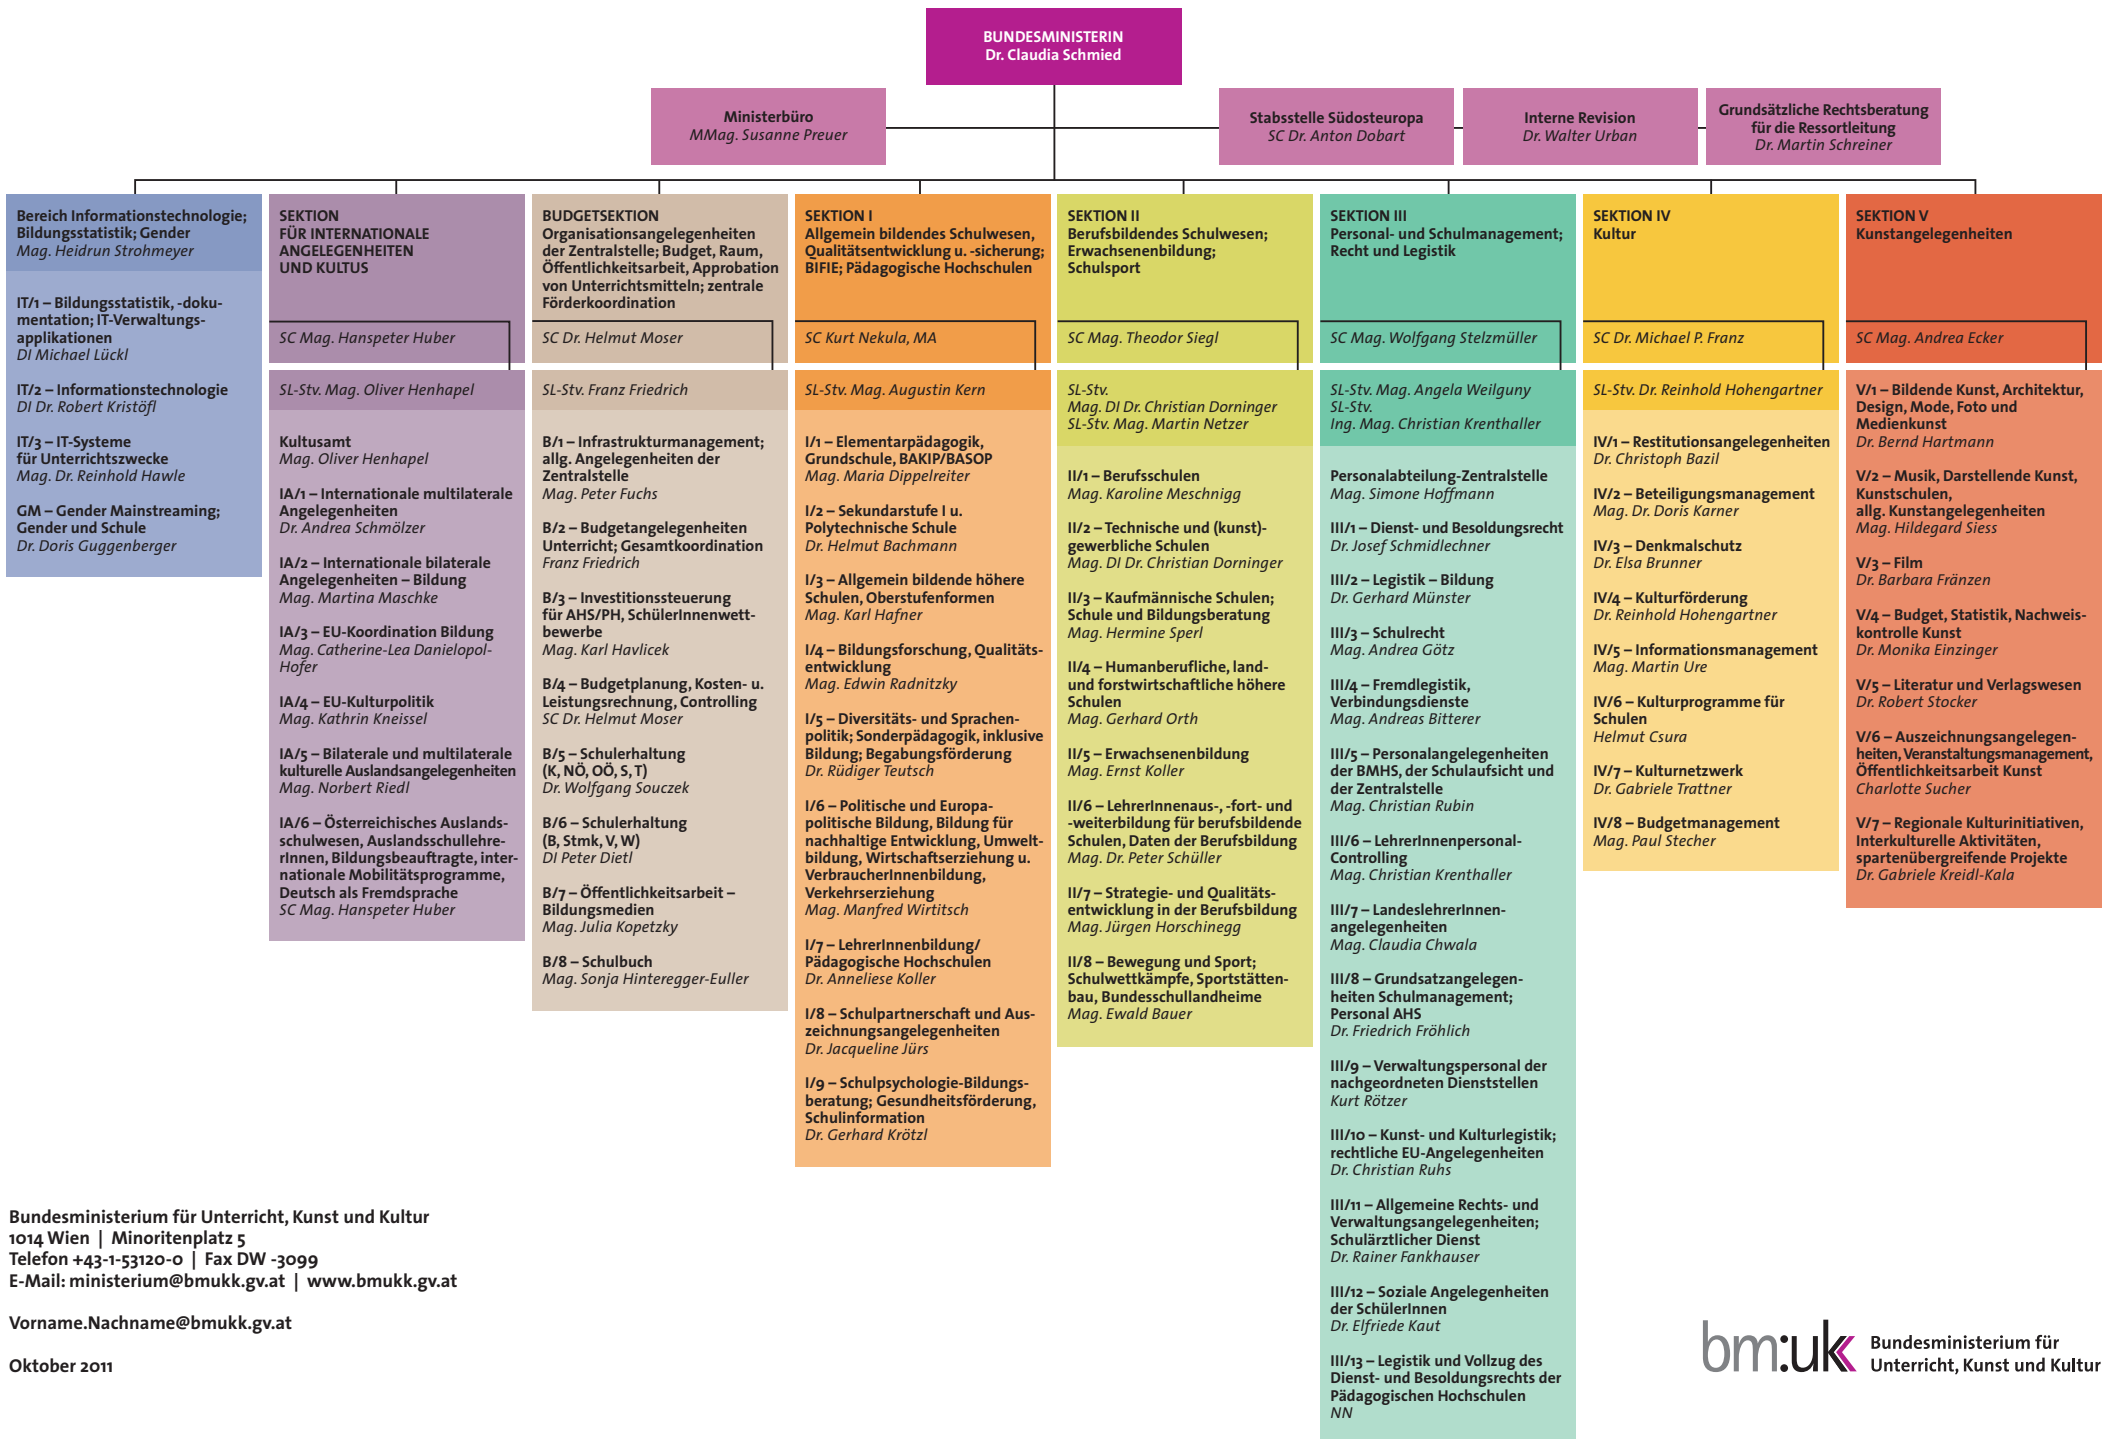 BUNDESMINISTERIN
Dr. Claudia Schmied
Ministerbüro
MMag. Susanne Preuer
Stabsstelle Südosteuropa
SC Dr. Anton Dobart
Interne Revision
Dr. Walter Urban
Grundsätzliche Rechtsberatung
für die Ressortleitung
Dr. Martin Schreiner
Bereich Informationstechnologie;
Bildungsstatistik; Gender
Mag. Heidrun Strohmeyer
IT/1 – Bildungsstatistik, -doku-
mentation; IT-Verwaltungs-
applikationen
DI Michael Lückl
IT/2 – Informationstechnologie
DI Dr. Robert Kristöfl
IT/3 – IT-Systeme
für Unterrichtszwecke
Mag. Dr. Reinhold Hawle
GM – Gender Mainstreaming;
Gender und Schule
Dr. Doris Guggenberger
SEKTION
FÜR INTERNATIONALE
ANGELEGENHEITEN
UND KULTUS
SC Mag. Hanspeter Huber
SL-Stv. Mag. Oliver Henhapel
Kultusamt
Mag. Oliver Henhapel
IA/1 – Internationale multilaterale
Angelegenheiten
Dr. Andrea Schmölzer
IA/2 – Internationale bilaterale
Angelegenheiten – Bildung
Mag. Martina Maschke
IA/3 – EU-Koordination Bildung
Mag. Catherine-Lea Danielopol-
Hofer
IA/4 – EU-Kulturpolitik
Mag. Kathrin Kneissel
IA/5 – Bilaterale und multilaterale
kulturelle Auslandsangelegenheiten
Mag. Norbert Riedl
IA/6 – Österreichisches Auslands-
schulwesen, Auslandsschullehre-
rInnen, Bildungsbeauftragte, inter-
nationale Mobilitätsprogramme,
Deutsch als Fremdsprache
SC Mag. Hanspeter Huber
BUDGETSEKTION
Organisationsangelegenheiten
der Zentralstelle; Budget, Raum,
Öffentlichkeitsarbeit, Approbation
von Unterrichtsmitteln; zentrale
Förderkoordination
SC Dr. Helmut Moser
SL-Stv. Franz Friedrich
B/1 – Infrastrukturmanagement;
allg. Angelegenheiten der
Zentralstelle
Mag. Peter Fuchs
B/2 – Budgetangelegenheiten
Unterricht; Gesamtkoordination
Franz Friedrich
B/3 – Investitionssteuerung
für AHS/PH, SchülerInnenwett-
bewerbe
Mag. Karl Havlicek
B/4 – Budgetplanung, Kosten- u.
Leistungsrechnung, Controlling
SC Dr. Helmut Moser
B/5 – Schulerhaltung
(K, NÖ, OÖ, S, T)
Dr. Wolfgang Souczek
B/6 – Schulerhaltung
(B, Stmk, V, W)
DI Peter Dietl
B/7 – Öffentlichkeitsarbeit –
Bildungsmedien
Mag. Julia Kopetzky
B/8 – Schulbuch
Mag. Sonja Hinteregger-Euller
SEKTION I
Allgemein bildendes Schulwesen,
Qualitätsentwicklung u. -sicherung;
BIFIE; Pädagogische Hochschulen
SC Kurt Nekula, MA
SL-Stv. Mag. Augustin Kern
I/1 – Elementarpädagogik,
Grundschule, BAKIP/BASOP
Mag. Maria Dippelreiter
I/2 – Sekundarstufe I u.
Polytechnische Schule
Dr. Helmut Bachmann
I/3 – Allgemein bildende höhere
Schulen, Oberstufenformen
Mag. Karl Hafner
I/4 – Bildungsforschung, Qualitäts-
entwicklung
Mag. Edwin Radnitzky
I/5 – Diversitäts- und Sprachen-
politik; Sonderpädagogik, inklusive
Bildung; Begabungsförderung
Dr. Rüdiger Teutsch
I/6 – Politische und Europa-
politische Bildung, Bildung für
nachhaltige Entwicklung, Umwelt-
bildung, Wirtschaftserziehung u.
VerbraucherInnenbildung,
Verkehrserziehung
Mag. Manfred Wirtitsch
I/7 – LehrerInnenbildung/
Pädagogische Hochschulen
Dr. Anneliese Koller
I/8 – Schulpartnerschaft und Aus-
zeichnungsangelegenheiten
Dr. Jacqueline Jürs
I/9 – Schulpsychologie-Bildungs-
beratung; Gesundheitsförderung,
Schulinformation
Dr. Gerhard Krötzl
SEKTION II
Berufsbildendes Schulwesen;
Erwachsenenbildung;
Schulsport
SC Mag. Theodor Siegl
SL-Stv.
Mag. DI Dr. Christian Dorninger
SL-Stv. Mag. Martin Netzer
II/1 – Berufsschulen
Mag. Karoline Meschnigg
II/2 – Technische und (kunst)-
gewerbliche Schulen
Mag. DI Dr. Christian Dorninger
II/3 – Kaufmännische Schulen;
Schule und Bildungsberatung
Mag. Hermine Sperl
II/4 – Humanberufliche, land-
und forstwirtschaftliche höhere
Schulen
Mag. Gerhard Orth
II/5 – Erwachsenenbildung
Mag. Ernst Koller
II/6 – LehrerInnenaus-, -fort- und
-weiterbildung für berufsbildende
Schulen, Daten der Berufsbildung
Mag. Dr. Peter Schüller
II/7 – Strategie- und Qualitäts-
entwicklung in der Berufsbildung
Mag. Jürgen Horschinegg
II/8 – Bewegung und Sport;
Schulwettkämpfe, Sportstätten-
bau, Bundesschullandheime
Mag. Ewald Bauer
SEKTION III
Personal- und Schulmanagement;
Recht und Legistik
SC Mag. Wolfgang Stelzmüller
SL-Stv. Mag. Angela Weilguny
SL-Stv.
Ing. Mag. Christian Krenthaller
Personalabteilung-Zentralstelle
Mag. Simone Hoffmann
III/1 – Dienst- und Besoldungsrecht
Dr. Josef Schmidlechner
III/2 – Legistik – Bildung
Dr. Gerhard Münster
III/3 – Schulrecht
Mag. Andrea Götz
III/4 – Fremdlegistik,
Verbindungsdienste
Mag. Andreas Bitterer
III/5 – Personalangelegenheiten
der BMHS, der Schulaufsicht und
der Zentralstelle
Mag. Christian Rubin
III/6 – LehrerInnenpersonal-
Controlling
Mag. Christian Krenthaller
III/7 – LandeslehrerInnen-
angelegenheiten
Mag. Claudia Chwala
III/8 – Grundsatzangelegen-
heiten Schulmanagement;
Personal AHS
Dr. Friedrich Fröhlich
III/9 – Verwaltungspersonal der
nachgeordneten Dienststellen
Kurt Rötzer
III/10 – Kunst- und Kulturlegistik;
rechtliche EU-Angelegenheiten
Dr. Christian Ruhs
III/11 – Allgemeine Rechts- und
Verwaltungsangelegenheiten;
Schulärztlicher Dienst
Dr. Rainer Fankhauser
III/12 – Soziale Angelegenheiten
der SchülerInnen
Dr. Elfriede Kaut
III/13 – Legistik und Vollzug des
Dienst- und Besoldungsrechts der
Pädagogischen Hochschulen
NN
SEKTION IV
Kultur
SC Dr. Michael P. Franz
SL-Stv. Dr. Reinhold Hohengartner
IV/1 – Restitutionsangelegenheiten
Dr. Christoph Bazil
IV/2 – Beteiligungsmanagement
Mag. Dr. Doris Karner
IV/3 – Denkmalschutz
Dr. Elsa Brunner
IV/4 – Kulturförderung
Dr. Reinhold Hohengartner
IV/5 – Informationsmanagement
Mag. Martin Ure
IV/6 – Kulturprogramme für
Schulen
Helmut Csura
IV/7 – Kulturnetzwerk
Dr. Gabriele Trattner
IV/8 – Budgetmanagement
Mag. Paul Stecher
SEKTION V
Kunstangelegenheiten
SC Mag. Andrea Ecker
V/1 – Bildende Kunst, Architektur,
Design, Mode, Foto und
Medienkunst
Dr. Bernd Hartmann
V/2 – Musik, Darstellende Kunst,
Kunstschulen,
allg. Kunstangelegenheiten
Mag. Hildegard Siess
V/3 – Film
Dr. Barbara Fränzen
V/4 – Budget, Statistik, Nachweis-
kontrolle Kunst
Dr. Monika Einzinger
V/5 – Literatur und Verlagswesen
Dr. Robert Stocker
V/6 – Auszeichnungsangelegen-
heiten, Veranstaltungsmanagement,
Öffentlichkeitsarbeit Kunst
Charlotte Sucher
V/7 – Regionale Kulturinitiativen,
Interkulturelle Aktivitäten,
spartenübergreifende Projekte
Dr. Gabriele Kreidl-Kala
Bundesministerium für Unterricht, Kunst und Kultur
1014 Wien | Minoritenplatz 5
Telefon +43-1-53120-0 | Fax DW -3099
E-Mail: ministerium@bmukk.gv.at | www.bmukk.gv.at
Vorname.Nachname@bmukk.gv.at
Oktober 2011
bm:ukk
Bundesministerium für
Unterricht, Kunst und Kultur